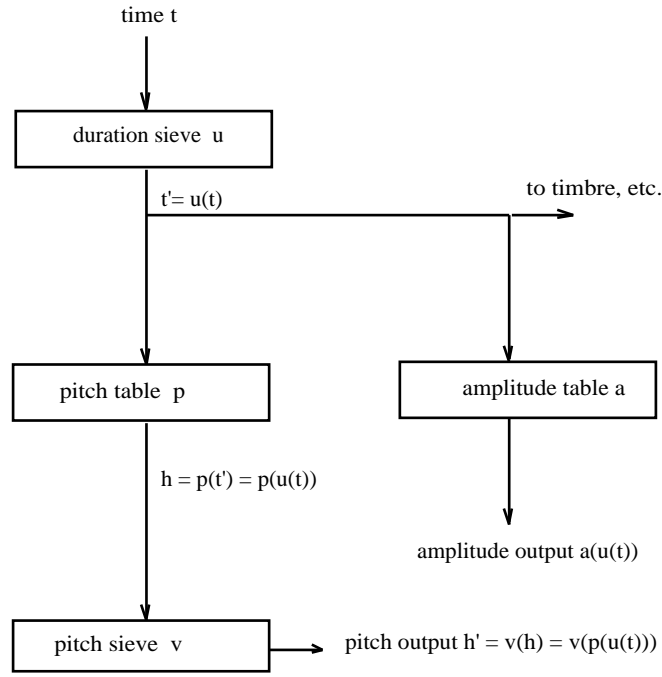 time t
duration sieve u
t'= u(t)
to timbre, etc.
pitch table p
amplitude table a
h = p(t') = p(u(t))
amplitude output a(u(t))
pitch sieve v
pitch output h' = v(h) = v(p(u(t)))